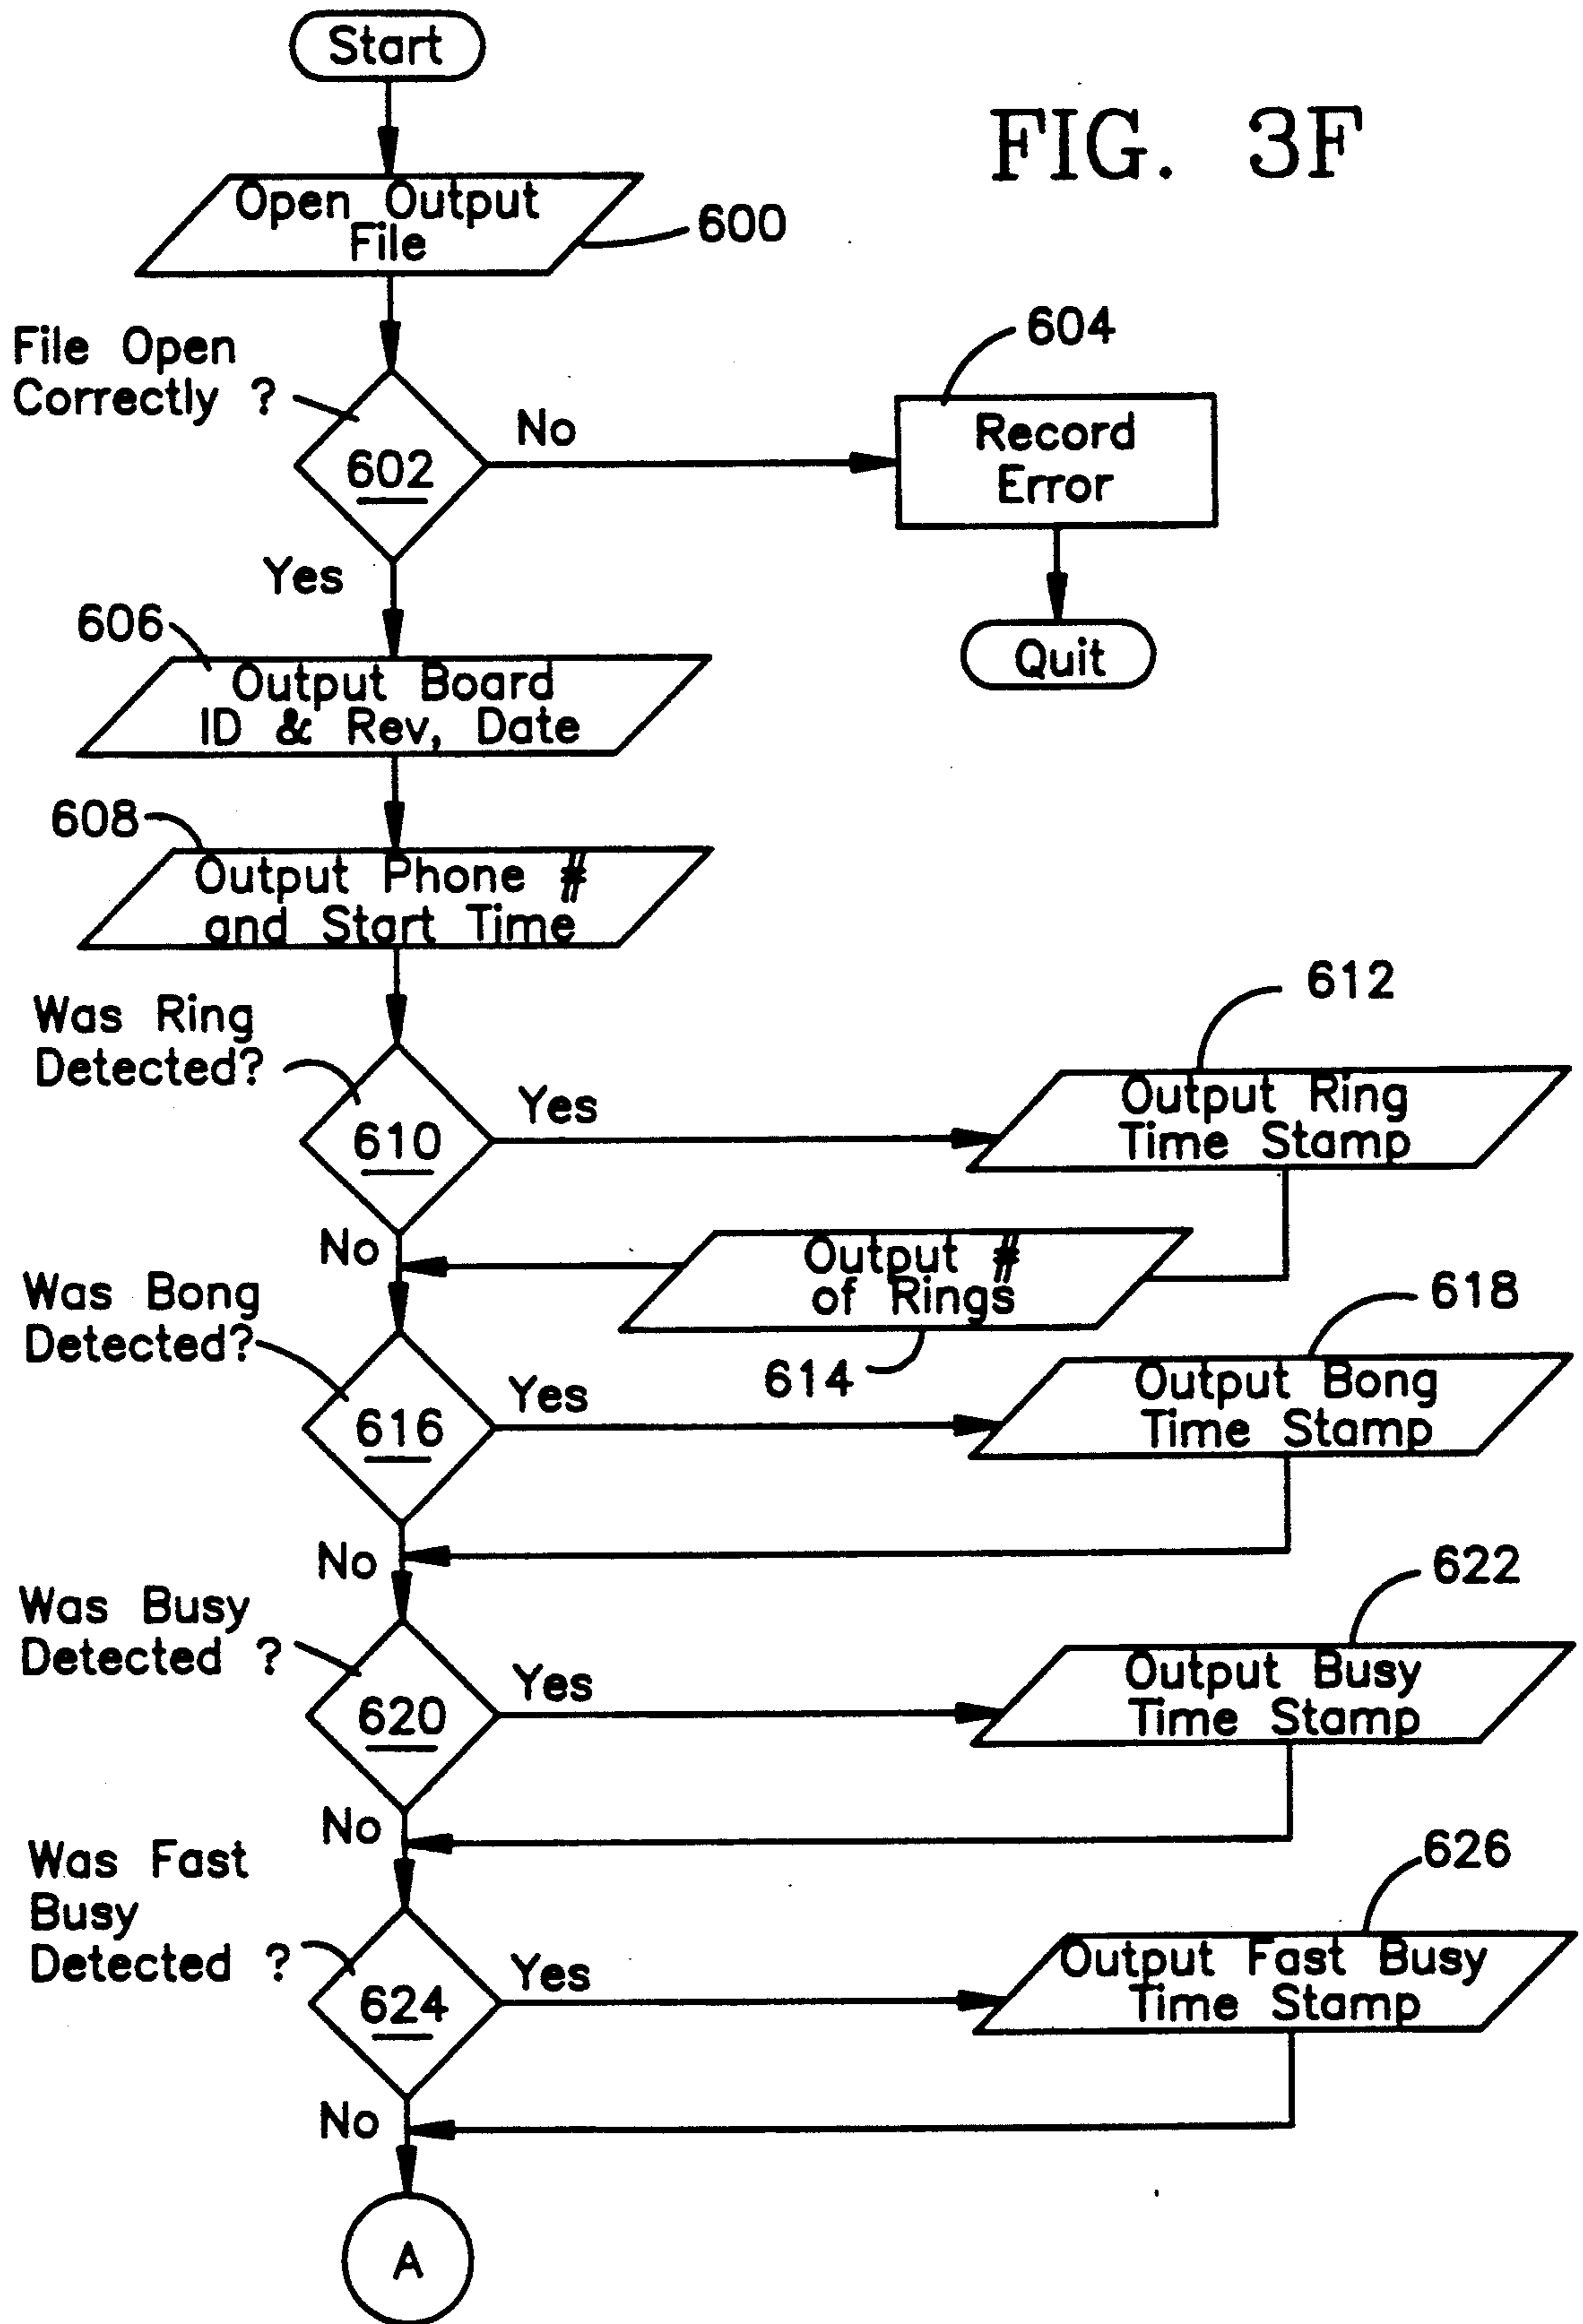 Start
FIG. 3F
Open Output
File
600
File Open
Correctly ?
602
No
604
Record
Error
Quit
Yes
606
Output Board
ID & Rev, Date
608
Output Phone #
and Start Time
Was Ring
Detected?
610
Yes
612
Output Ring
Time Stamp
No
Output #
of Rings
614
Was Bong
Detected?
616
Yes
618
Output Bong
Time Stamp
No
Was Busy
Detected ?
620
Yes
622
Output Busy
Time Stamp
No
Was Fast
Busy
Detected ?
624
Yes
626
Output Fast Busy
Time Stamp
No
A